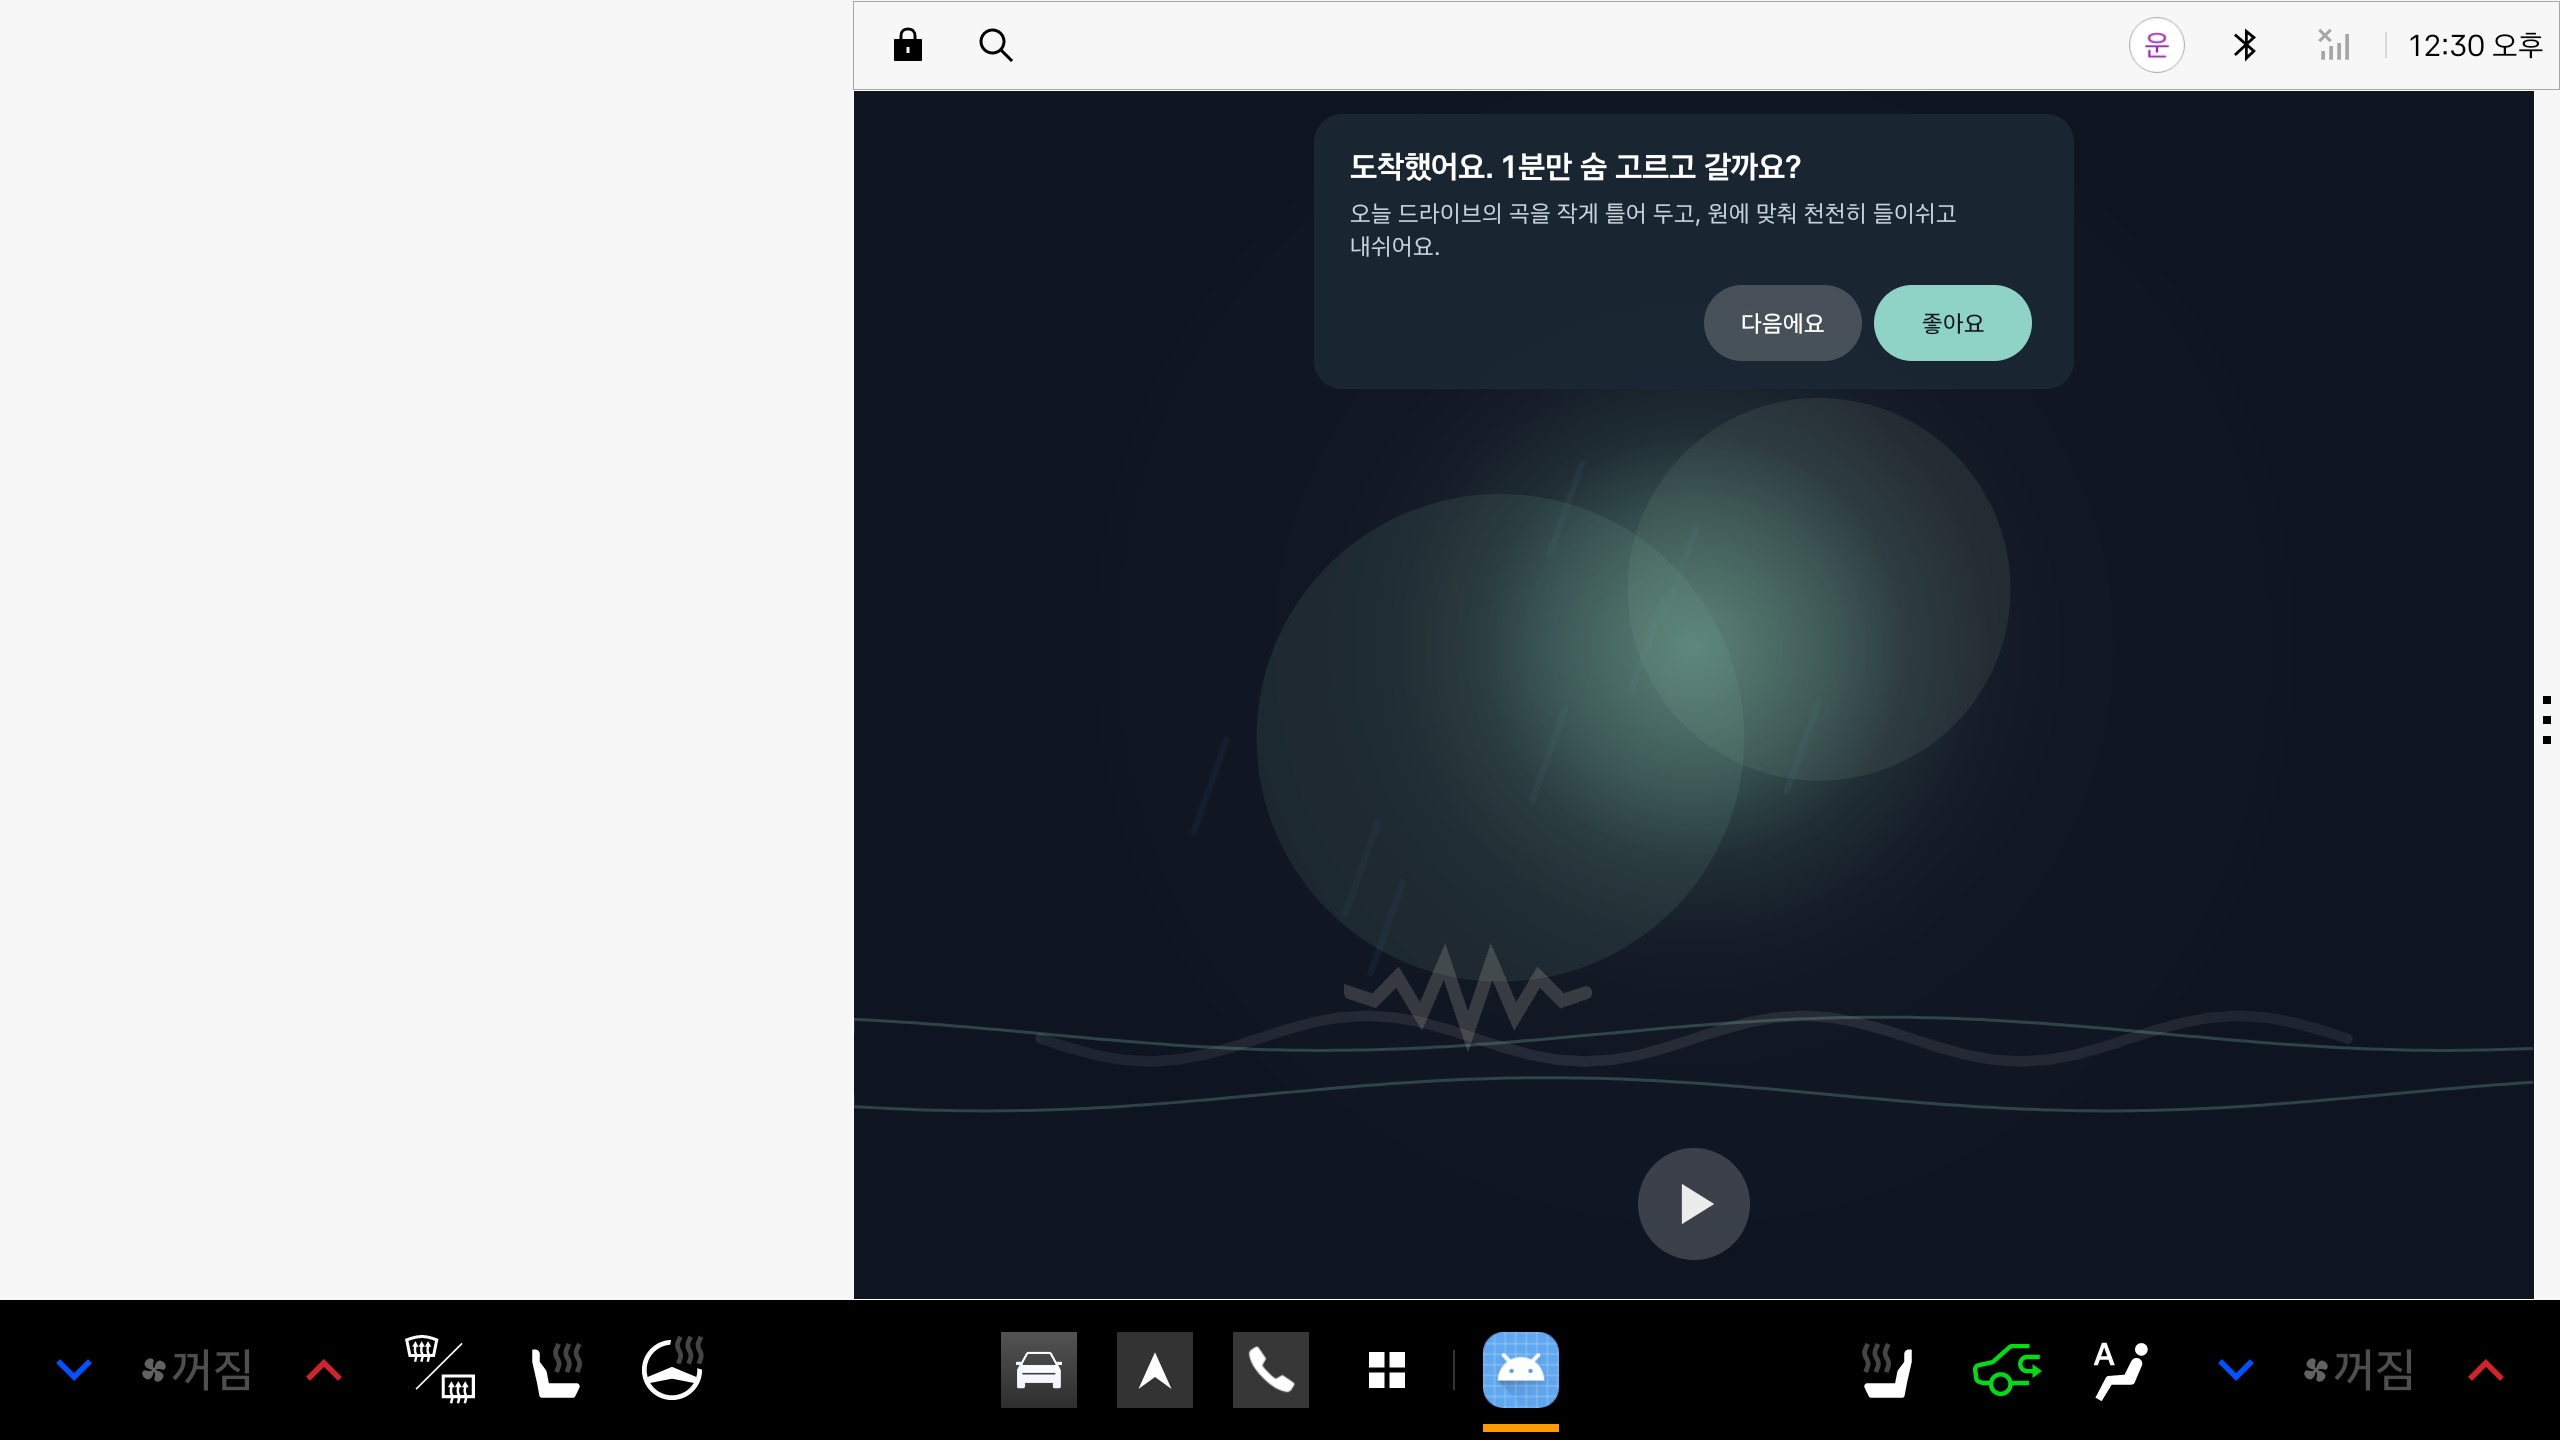 운
12:30 오후
도착했어요. 1분만 숨 고르고 갈까요?
오늘 드라이브의 곡을 작게 틀어 두고, 원에 맞춰 천천히 들이쉬고
내쉬어요.
다음에요
좋아요
꺼짐
A
꺼짐